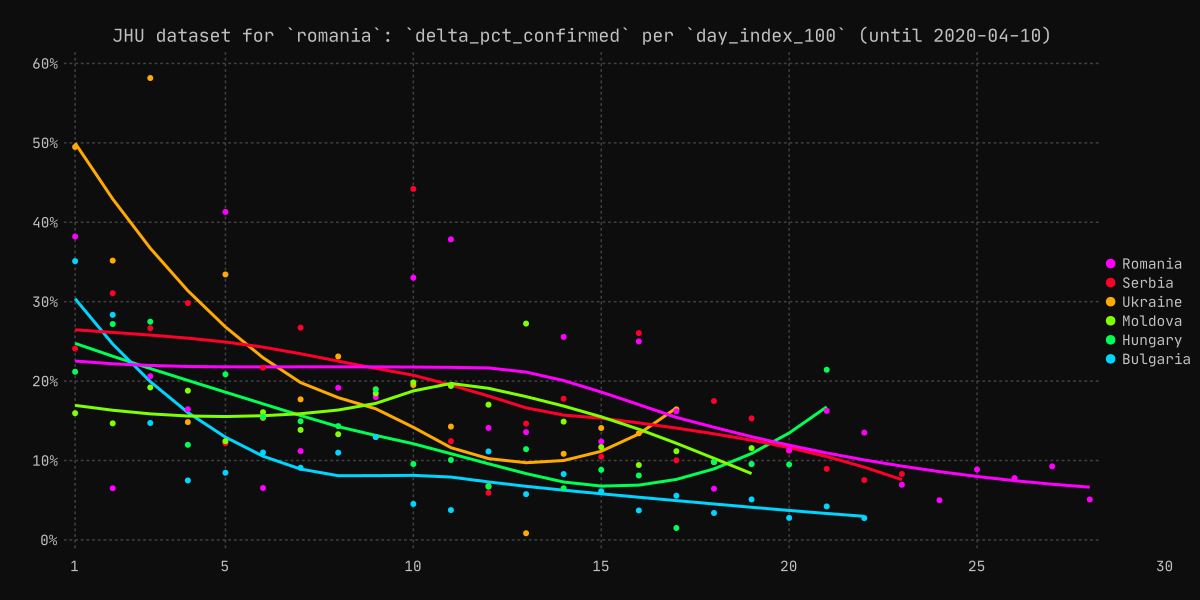 JHU dataset for `romania`: `delta_pct_confirmed` per `day_index_100` (until 2020-04-10)
60%
50%
40%
30%
20%
10%
0%
1 5 10 15 20 25 30
Romania
Serbia
Ukraine
Moldova
Hungary
Bulgaria